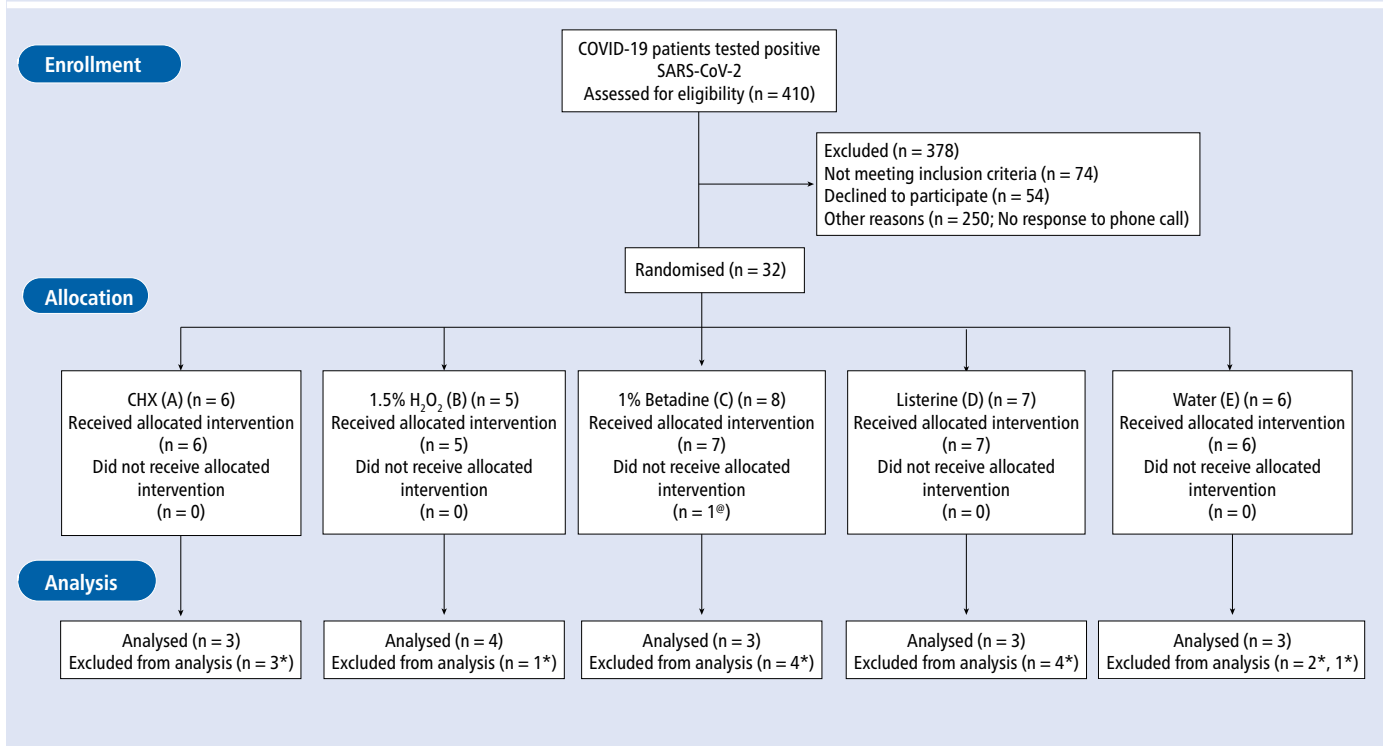 Enrollment
COVID-19 patients tested positive
SARS-CoV-2
Assessed for eligibility (n = 410)
Excluded (n = 378)
Not meeting inclusion criteria (n = 74)
Declined to participate (n = 54)
Other reasons (n = 250; No response to phone call)
Randomised (n = 32)
Allocation
CHX (A) (n = 6)
Received allocated intervention
(n = 6)
Did not receive allocated
intervention
(n = 0)
1.5% H₂O₂ (B) (n = 5)
Received allocated intervention
(n = 5)
Did not receive allocated
intervention
(n = 0)
1% Betadine (C) (n = 8)
Received allocated intervention
(n = 7)
Did not receive allocated
intervention
(n = 1@)
Listerine (D) (n = 7)
Received allocated intervention
(n = 7)
Did not receive allocated
intervention
(n = 0)
Water (E) (n = 6)
Received allocated intervention
(n = 6)
Did not receive allocated
intervention
(n = 0)
Analysis
Analysed (n = 3)
Excluded from analysis (n = 3*)
Analysed (n = 4)
Excluded from analysis (n = 1*)
Analysed (n = 3)
Excluded from analysis (n = 4*)
Analysed (n = 3)
Excluded from analysis (n = 4*)
Analysed (n = 3)
Excluded from analysis (n = 2*, 1*)